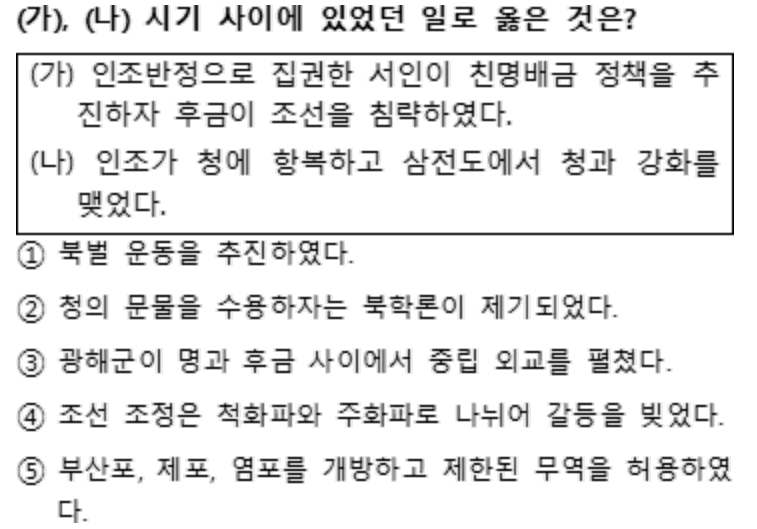 (가), (나) 시기 사이에 있었던 일로 옳은 것은?
(가) 인조반정으로 집권한 서인이 친명배금 정책을 추
진하자 후금이 조선을 침략하였다.
(나) 인조가 청에 항복하고 삼전도에서 청과 강화를
맺었다.
① 북벌 운동을 추진하였다.
② 청의 문물을 수용하자는 북학론이 제기되었다.
③ 광해군이 명과 후금 사이에서 중립 외교를 펼쳤다.
④ 조선 조정은 척화파와 주화파로 나뉘어 갈등을 빚었다.
⑤ 부산포, 제포, 염포를 개방하고 제한된 무역을 허용하였
다.